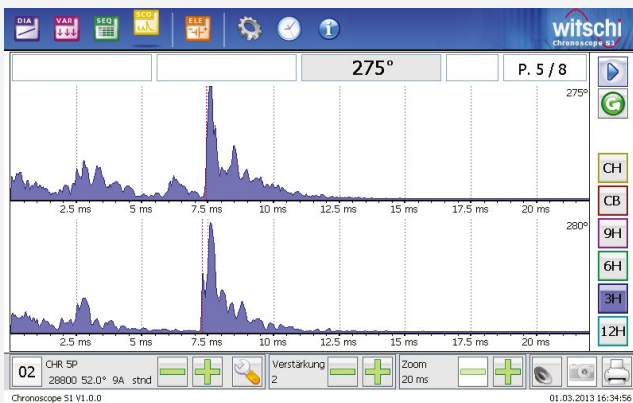 DIA VAR SEQ SCO ELE witschi
Chronoscope S1
275° P. 5 / 8
275°
2.5 ms 5 ms 7.5 ms 10 ms 12.5 ms 15 ms 17.5 ms 20 ms
CH
CB
280°
9H
6H
3H
2.5 ms 5 ms 7.5 ms 10 ms 12.5 ms 15 ms 17.5 ms 20 ms
12H
02 CHR 5P Verstärkung Zoom
28800 52.0° 9A stnd 2 20 ms
Chronoscope S1 V1.0.0 01.03.2013 16:34:56